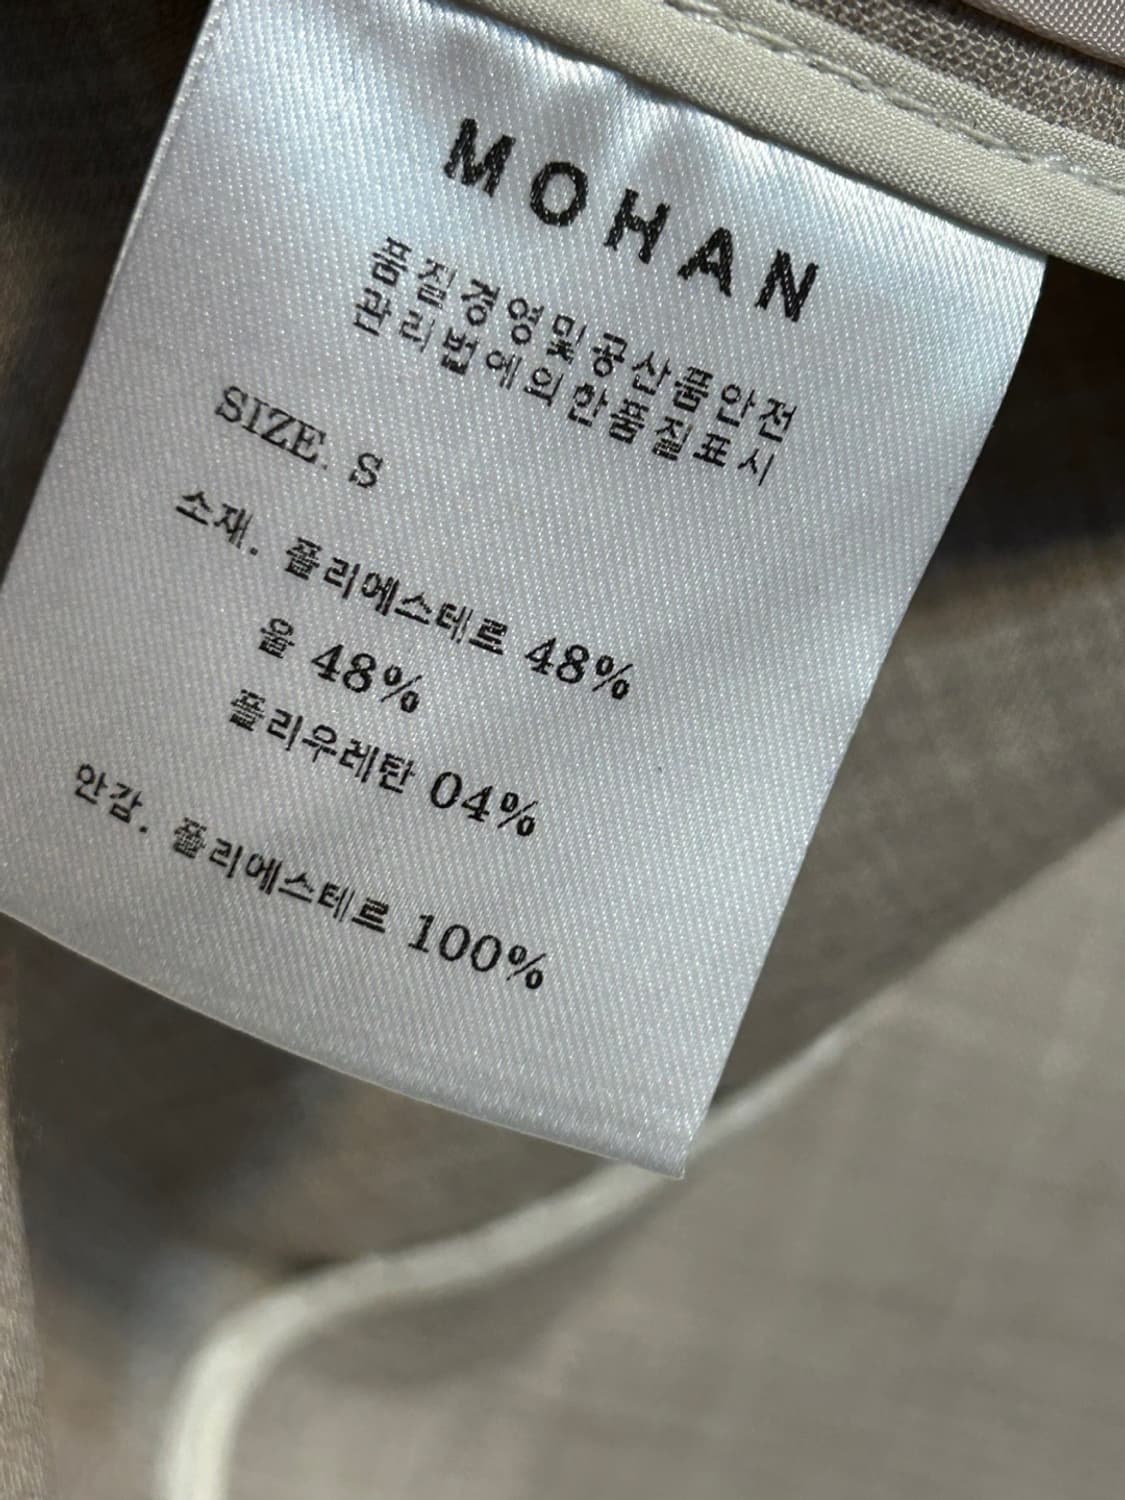 MOHAN
품질경영및공산품안전
관리법에의한품질표시
SIZE. S
소재. 폴리에스테르 48%
울 48%
폴리우레탄 04%
안감. 폴리에스테르 100%